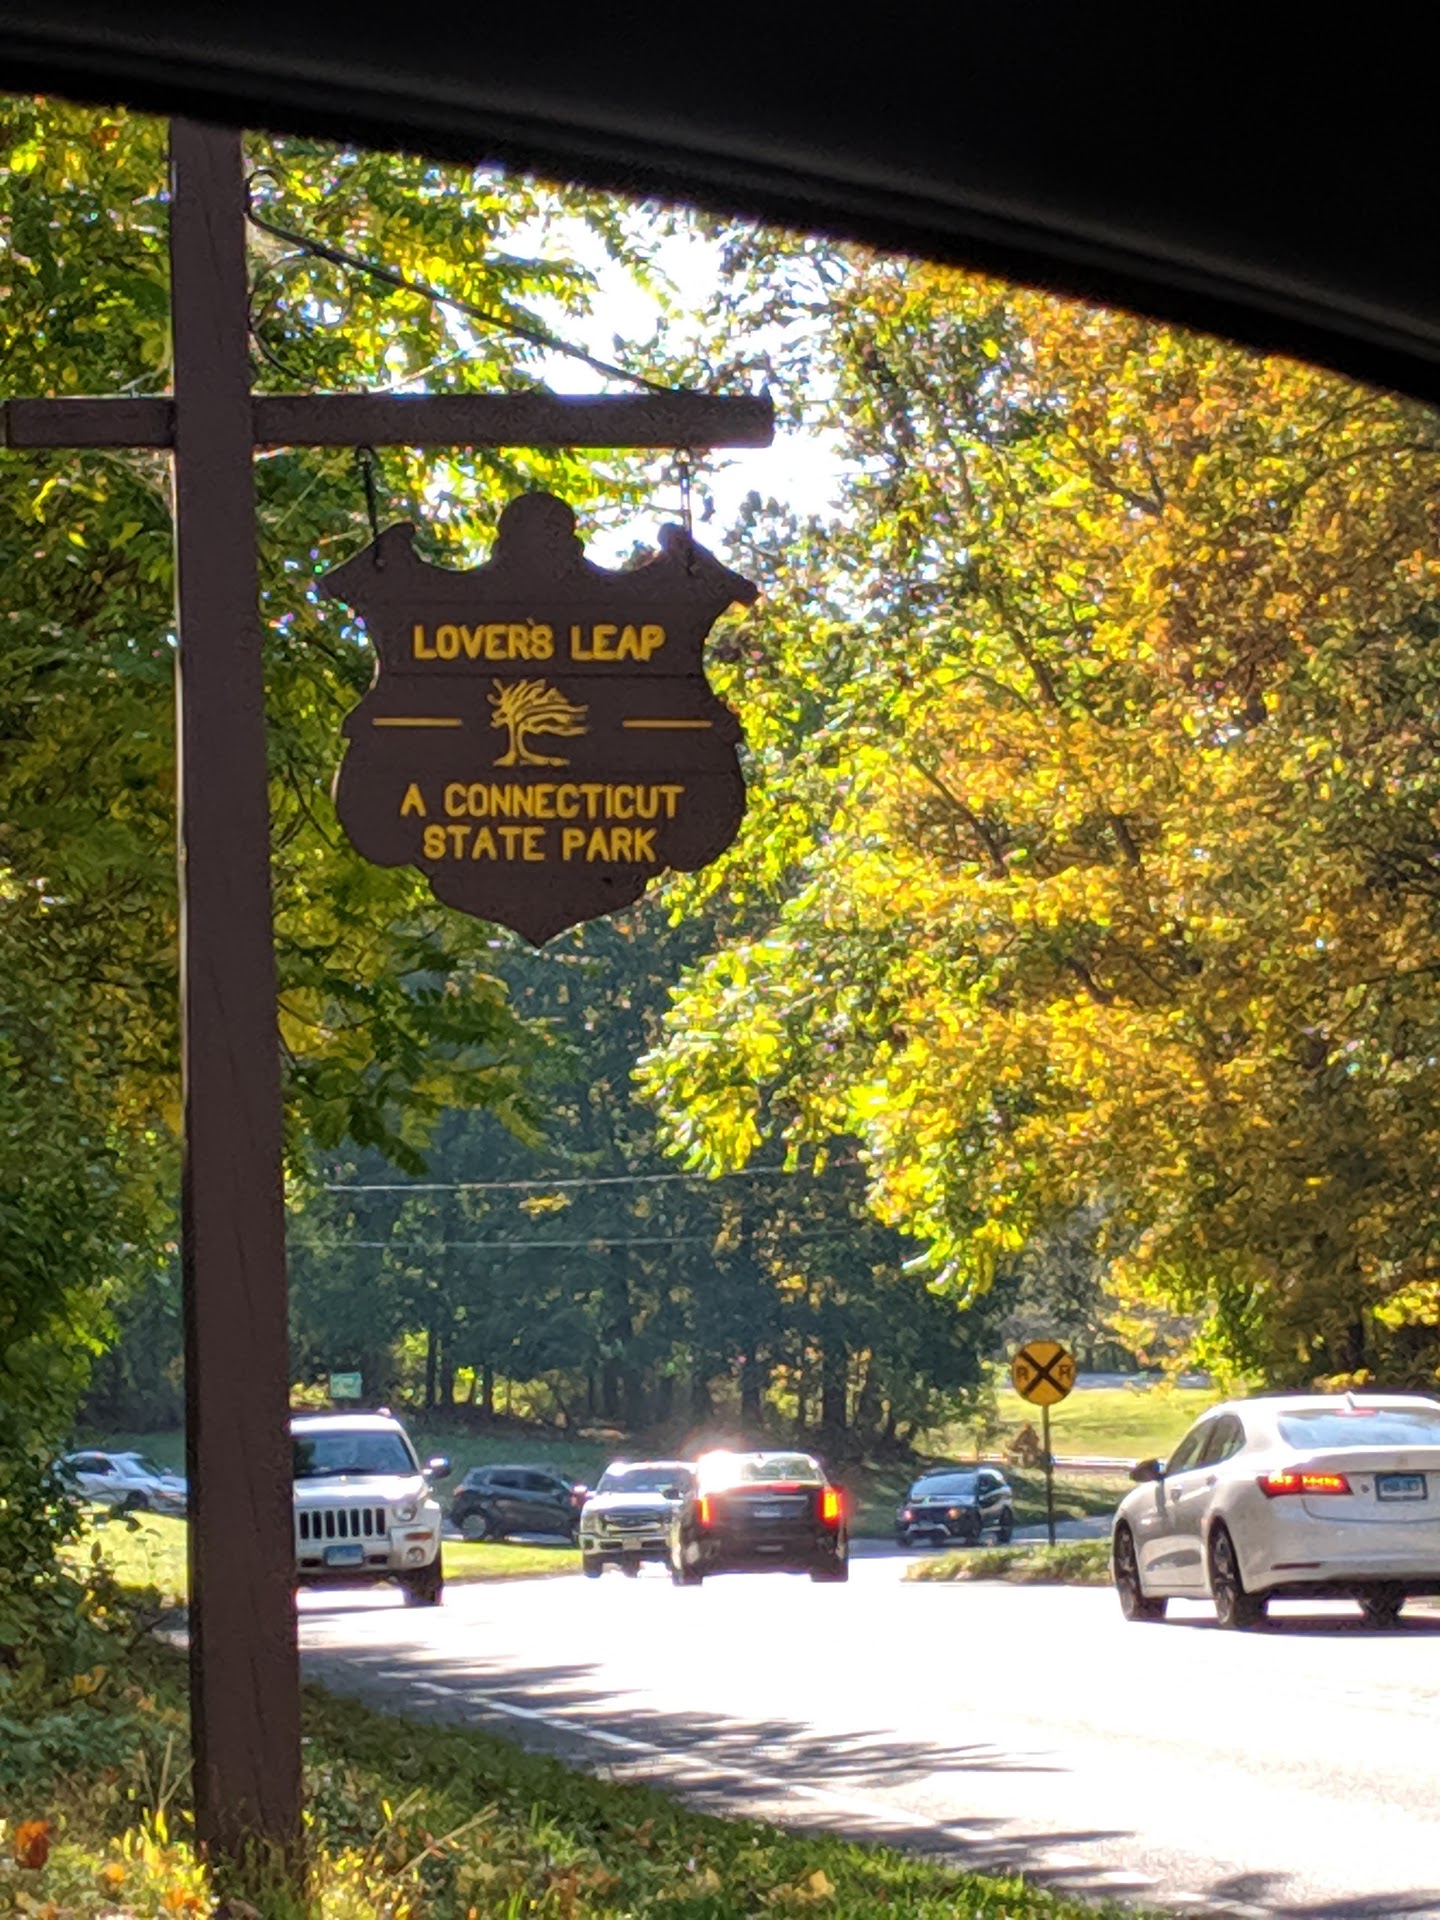 LOVER'S LEAP
A CONNECTICUT
STATE PARK
R R